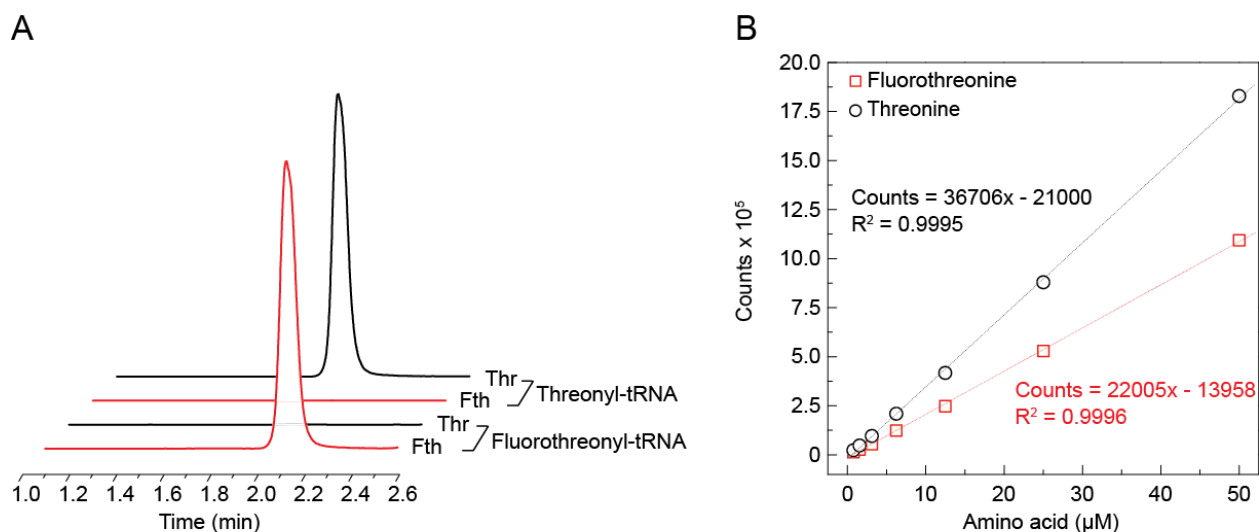 A
Thr
Fth
Threonyl-tRNA
Thr
Fth
Fluorothreonyl-tRNA
1.0 1.2 1.4 1.6 1.8 2.0 2.2 2.4 2.6
Time (min)
B
20.0
17.5
15.0
12.5
10.0
7.5
5.0
2.5
0
Counts x 10⁵
Fluorothreonine
Threonine
Counts = 36706x - 21000
R² = 0.9995
Counts = 22005x - 13958
R² = 0.9996
0 10 20 30 40 50
Amino acid (µM)